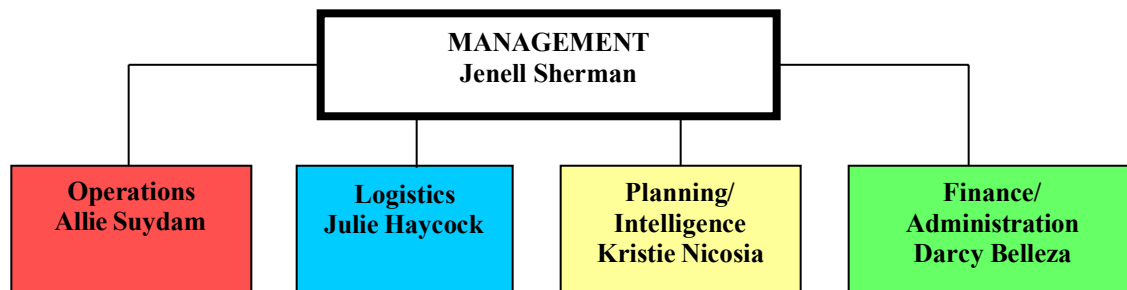 MANAGEMENT
Jenell Sherman
Operations
Allie Suydam
Logistics
Julie Haycock
Planning/
Intelligence
Kristie Nicosia
Finance/
Administration
Darcy Belleza